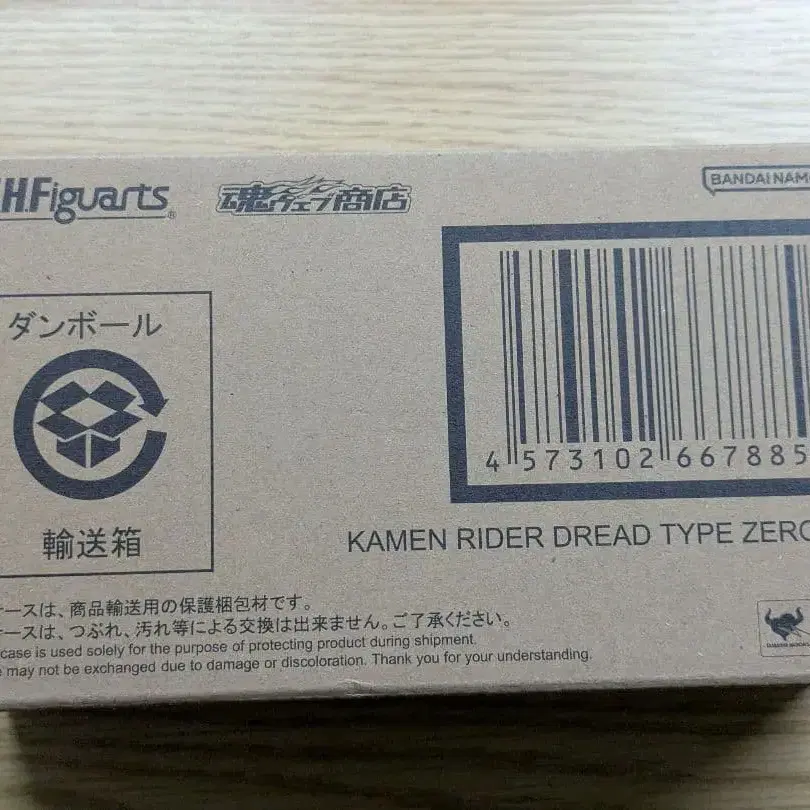 .H.Figuarts®
魂ウェブ商店
BANDAI NAM
ダンボール
輸送箱
4 573102 667885
KAMEN RIDER DREAD TYPE ZERO
ースは、商品輸送用の保護梱包材です。
ースは、つぶれ、汚れ等による交換は出来ません。ご了承ください。
case is used solely for the purpose of protecting product during shipment.
may not be exchanged due to damage or discoloration. Thank you for your understanding.